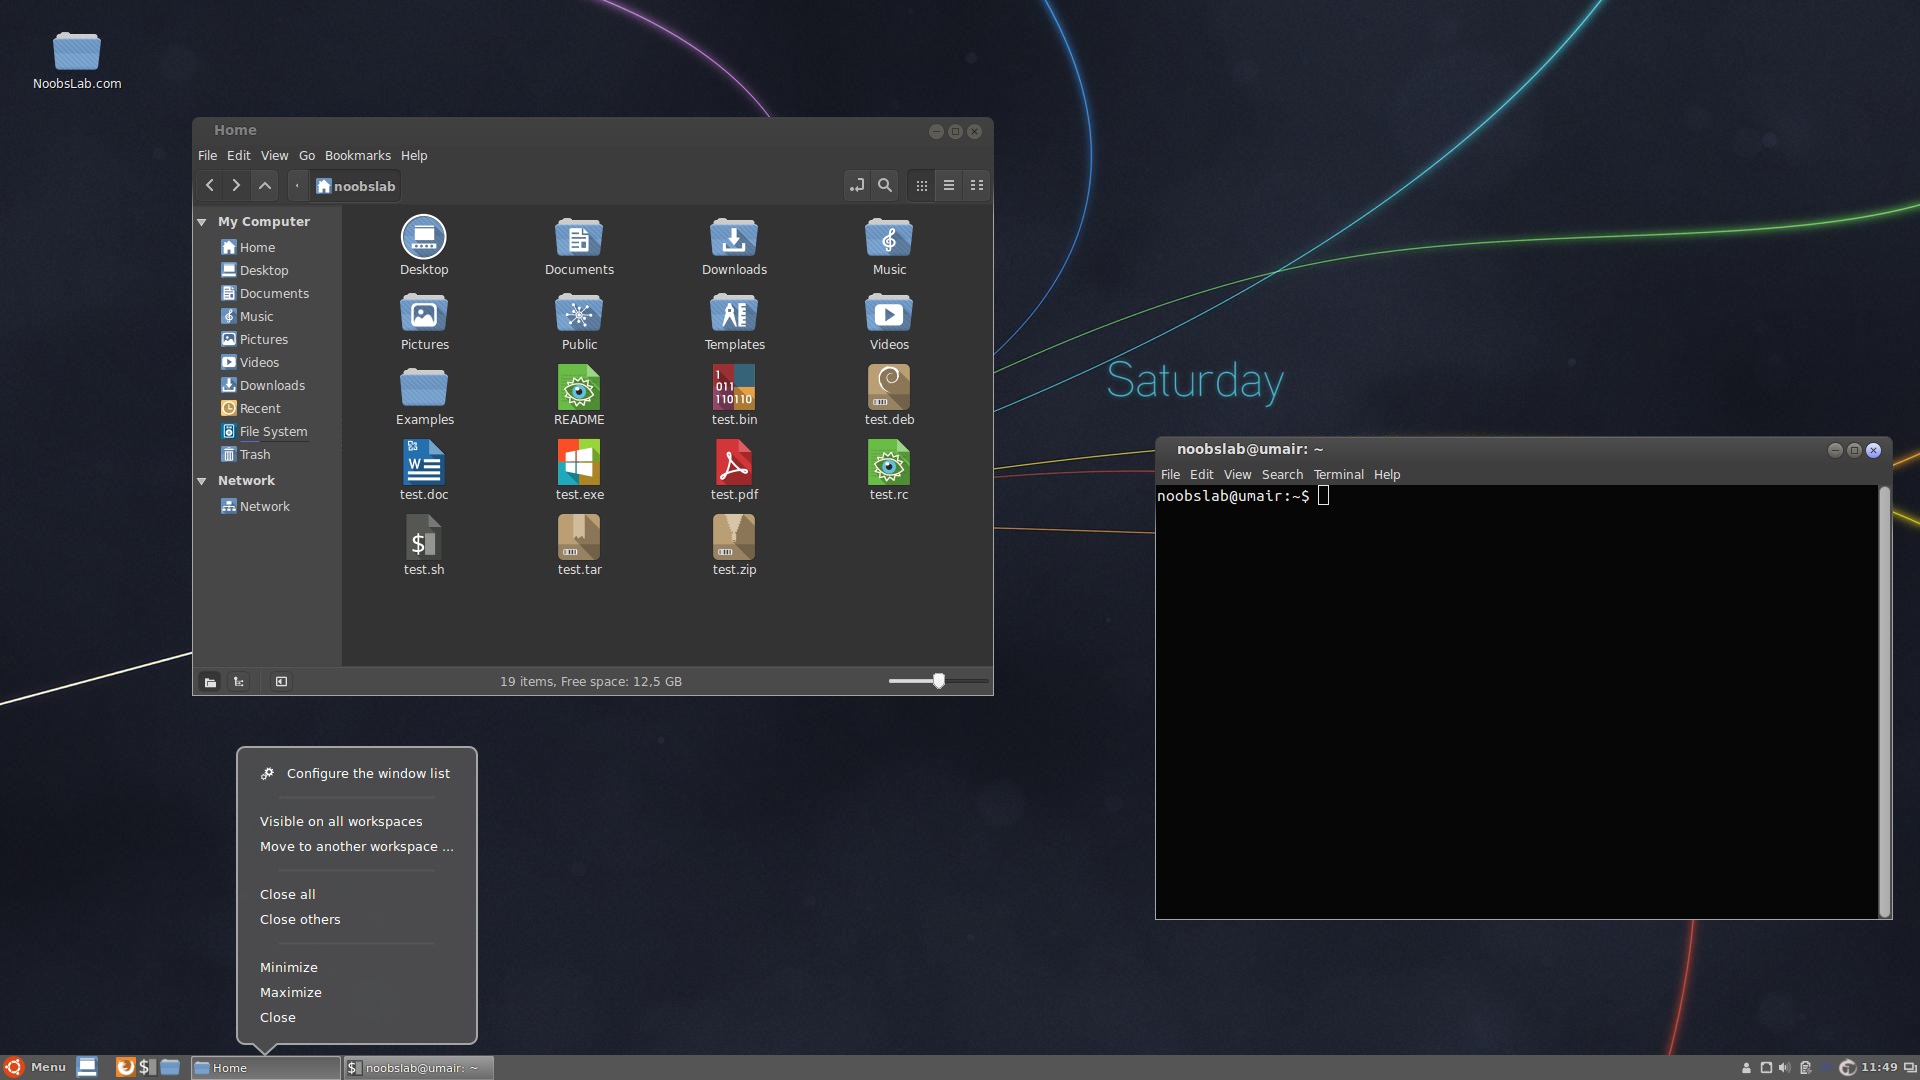 NoobsLab.com
Home
File Edit View Go Bookmarks Help
noobslab
My Computer
Home
Desktop
Documents
Music
Pictures
Videos
Downloads
Recent
File System
Trash
Network
Network
Desktop Documents Downloads Music
Pictures Public Templates Videos
Examples README test.bin test.deb
test.doc test.exe test.pdf test.rc
test.sh test.tar test.zip
19 items, Free space: 12,5 GB
Saturday
noobslab@umair: ~
File Edit View Search Terminal Help
noobslab@umair:~$
Configure the window list
Visible on all workspaces
Move to another workspace ...
Close all
Close others
Minimize
Maximize
Close
Menu Home noobslab@umair: ~ 11:49